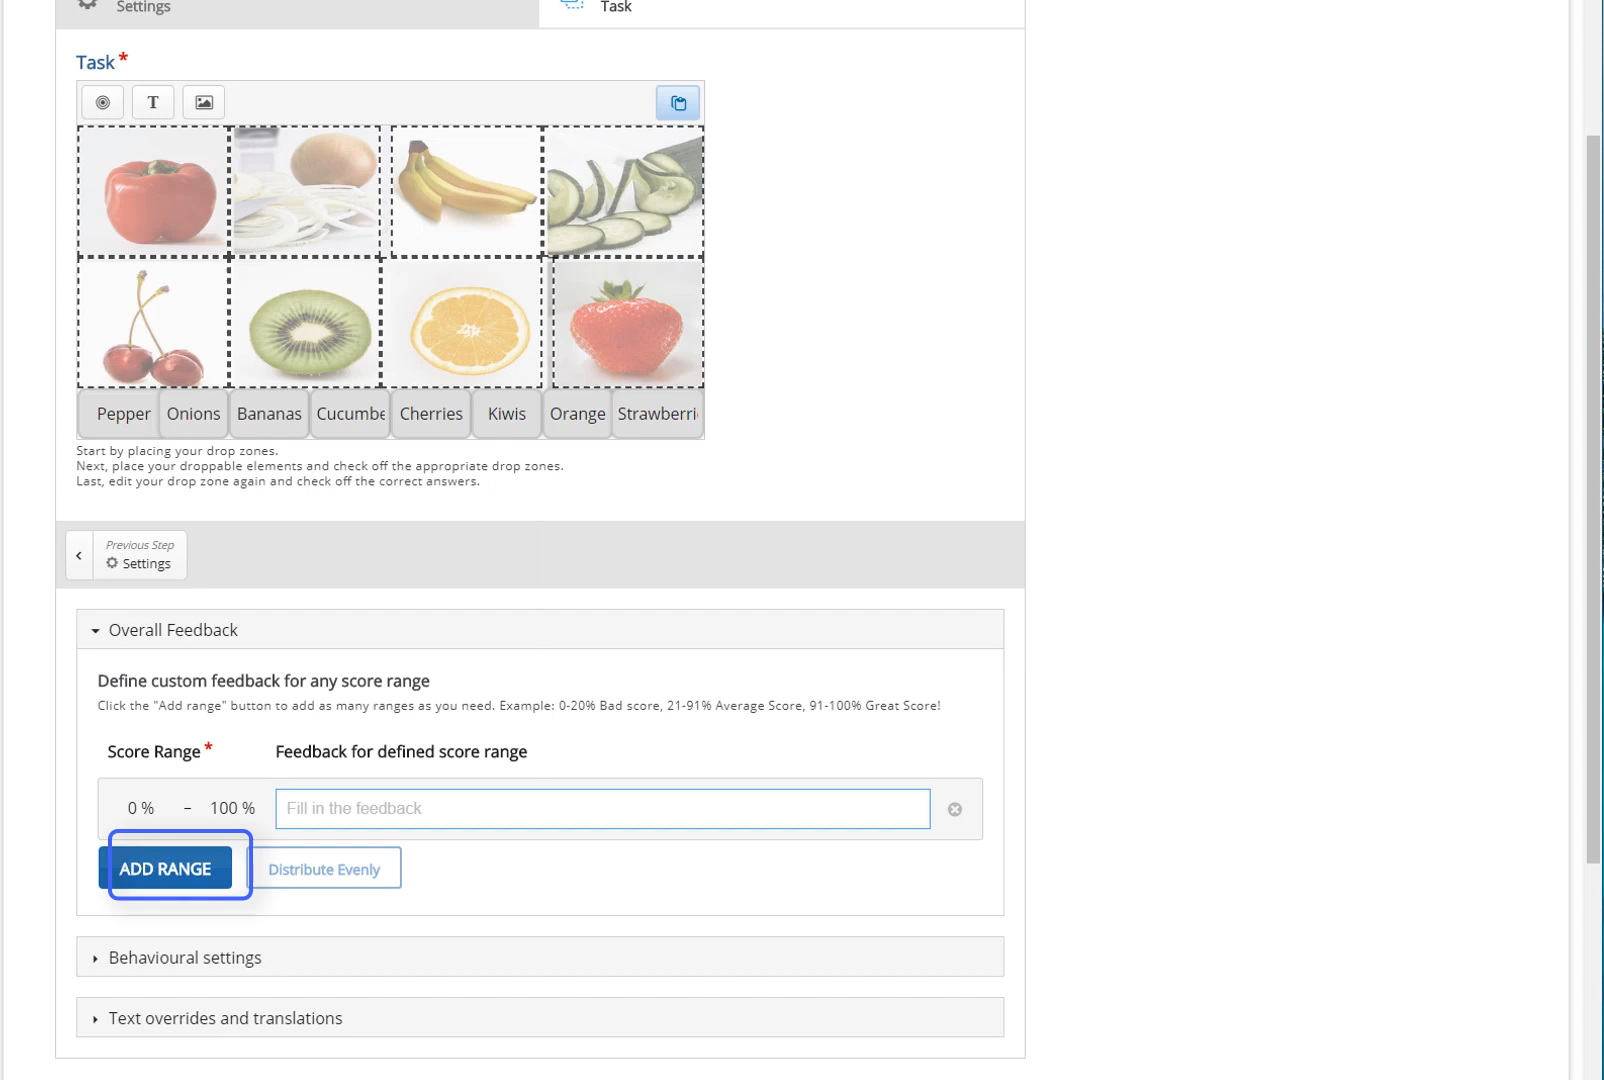 Settings
Task
Task *
T
Pepper Onions Bananas Cucumbe Cherries Kiwis Orange Strawberri
Start by placing your drop zones.
Next, place your droppable elements and check off the appropriate drop zones.
Last, edit your drop zone again and check off the correct answers.
Previous Step
Settings
Overall Feedback
Define custom feedback for any score range
Click the "Add range" button to add as many ranges as you need. Example: 0-20% Bad score, 21-91% Average Score, 91-100% Great Score!
Score Range * Feedback for defined score range
0 % – 100 % Fill in the feedback
ADD RANGE Distribute Evenly
Behavioural settings
Text overrides and translations